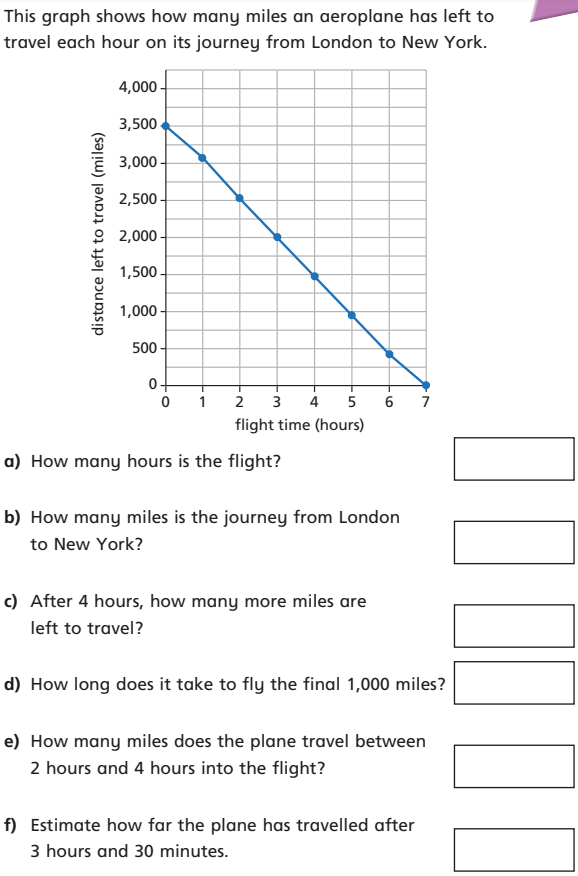 This graph shows how many miles an aeroplane has left to
travel each hour on its journey from London to New York.
distance left to travel (miles)
4,000
3,500
3,000
2,500
2,000
1,500
1,000
500
0
0 1 2 3 4 5 6 7
flight time (hours)
a) How many hours is the flight?
b) How many miles is the journey from London
to New York?
c) After 4 hours, how many more miles are
left to travel?
d) How long does it take to fly the final 1,000 miles?
e) How many miles does the plane travel between
2 hours and 4 hours into the flight?
f) Estimate how far the plane has travelled after
3 hours and 30 minutes.